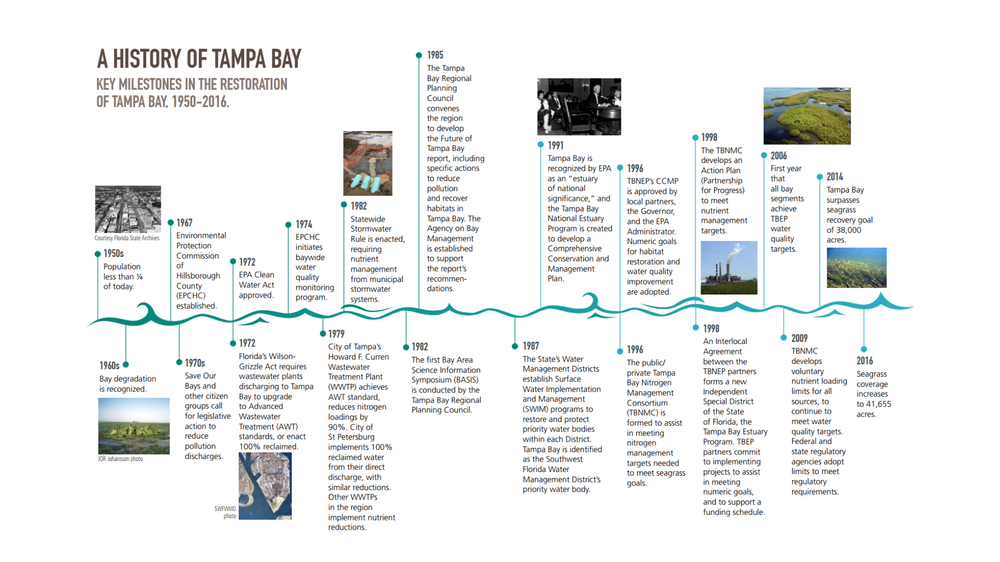 A HISTORY OF TAMPA BAY
KEY MILESTONES IN THE RESTORATION
OF TAMPA BAY, 1950-2016.
Courtesy Florida State Archives
1950s
Population
less than ¼
of today.
1960s
Bay degradation
is recognized.
JOR Johansson photo
1967
Environmental
Protection
Commission
of
Hillsborough
County
(EPCHC)
established.
1970s
Save Our
Bays and
other citizen
groups call
for legislative
action to
reduce
pollution
discharges.
1972
EPA Clean
Water Act
approved.
1972
Florida's Wilson-
Grizzle Act requires
wastewater plants
discharging to Tampa
Bay to upgrade
to Advanced
Wastewater
Treatment (AWT)
standards, or enact
100% reclaimed.
SWFWMD
photo
1974
EPCHC
initiates
baywide
water
quality
monitoring
program.
1979
City of Tampa's
Howard F. Curren
Wastewater
Treatment Plant
(WWTP) achieves
AWT standard,
reduces nitrogen
loadings by
90%. City of
St Petersburg
implements 100%
reclaimed water
from their direct
discharge, with
similar reductions.
Other WWTPs
in the region
implement nutrient
reductions.
1982
Statewide
Stormwater
Rule is enacted,
requiring
nutrient
management
from municipal
stormwater
systems.
1982
The first Bay Area
Science Information
Symposium (BASIS)
is conducted by the
Tampa Bay Regional
Planning Council.
1985
The Tampa
Bay Regional
Planning
Council
convenes
the region
to develop
the Future of
Tampa Bay
report, including
specific actions
to reduce
pollution
and recover
habitats in
Tampa Bay. The
Agency on Bay
Management
is established
to support
the report's
recommen-
dations.
1987
The State's Water
Management Districts
establish Surface
Water Implementation
and Management
(SWIM) programs to
restore and protect
priority water bodies
within each District.
Tampa Bay is identified
as the Southwest
Florida Water
Management District's
priority water body.
1991
Tampa Bay is
recognized by EPA
as an "estuary
of national
significance," and
the Tampa Bay
National Estuary
Program is created
to develop a
Comprehensive
Conservation and
Management
Plan.
1996
TBNEP's CCMP
is approved by
local partners,
the Governor,
and the EPA
Administrator.
Numeric goals
for habitat
restoration and
water quality
improvement
are adopted.
1996
The public/
private Tampa
Bay Nitrogen
Management
Consortium
(TBNMC) is
formed to assist
in meeting
nitrogen
management
targets needed
to meet seagrass
goals.
1998
The TBNMC
develops an
Action Plan
(Partnership
for Progress)
to meet
nutrient
management
targets.
1998
An Interlocal
Agreement
between the
TBNEP partners
forms a new
Independent
Special District
of the State
of Florida, the
Tampa Bay Estuary
Program. TBEP
partners commit
to implementing
projects to assist
in meeting
numeric goals,
and to support a
funding schedule.
2006
First year
that
all bay
segments
achieve
TBEP
water
quality
targets.
2009
TBNMC
develops
voluntary
nutrient loading
limits for all
sources, to
continue to
meet water
quality targets.
Federal and
state regulatory
agencies adopt
limits to meet
regulatory
requirements.
2014
Tampa Bay
surpasses
seagrass
recovery goal
of 38,000
acres.
2016
Seagrass
coverage
increases
to 41,655
acres.